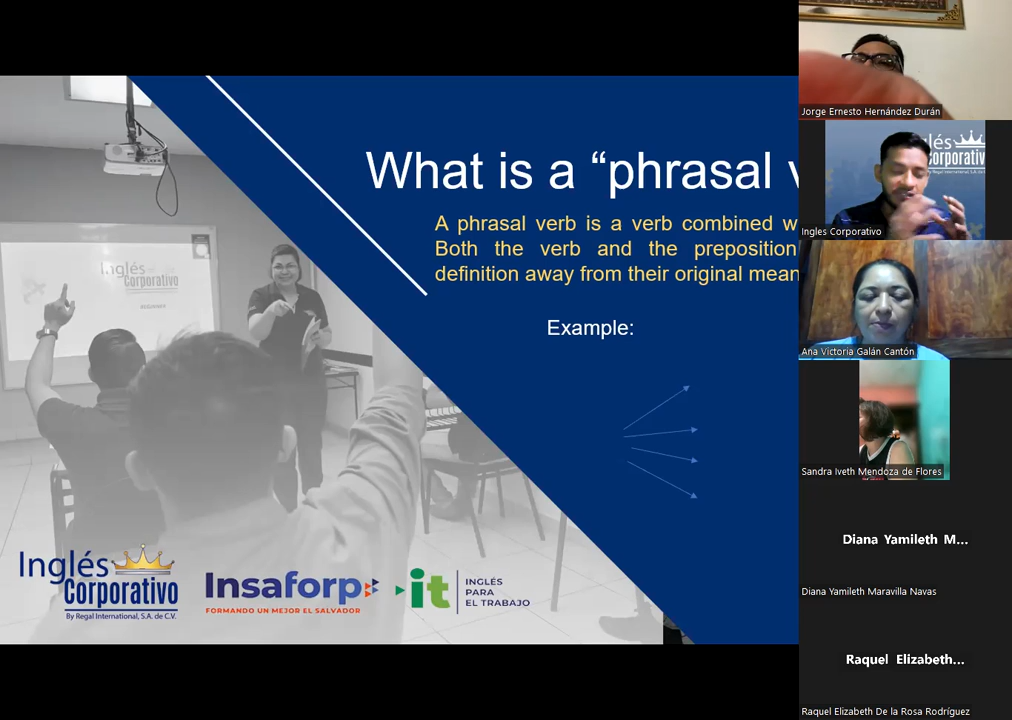 What is a “phrasal
A phrasal verb is a verb combined
Both the verb and the preposition
definition away from their original
Example:
Inglés
Corporativo
By Regal International, S.A. de C.V.
Insaforp
FORMANDO UN MEJOR EL SALVADOR
it
INGLÉS
PARA
EL TRABAJO
Inglés
Corporativo
Jorge Ernesto Hernández Durán
Ingles Corporativo
Ana Victoria Galán Cantón
Sandra Iveth Mendoza de Flores
Diana Yamileth M...
Diana Yamileth Maravilla Navas
Raquel Elizabeth...
Raquel Elizabeth De la Rosa Rodríguez